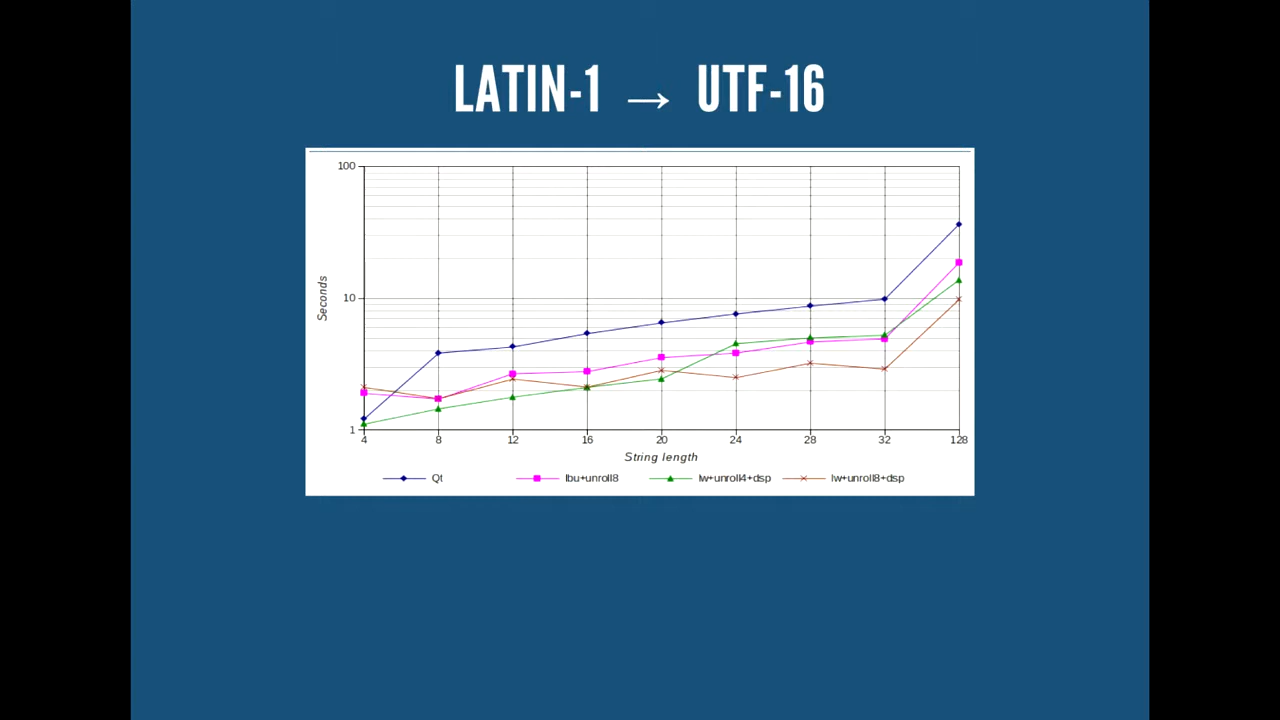 LATIN-1 → UTF-16
100
10
1
Seconds
4 8 12 16 20 24 28 32 128
String length
Qt lbu+unroll8 lw+unroll4+dsp lw+unroll8+dsp